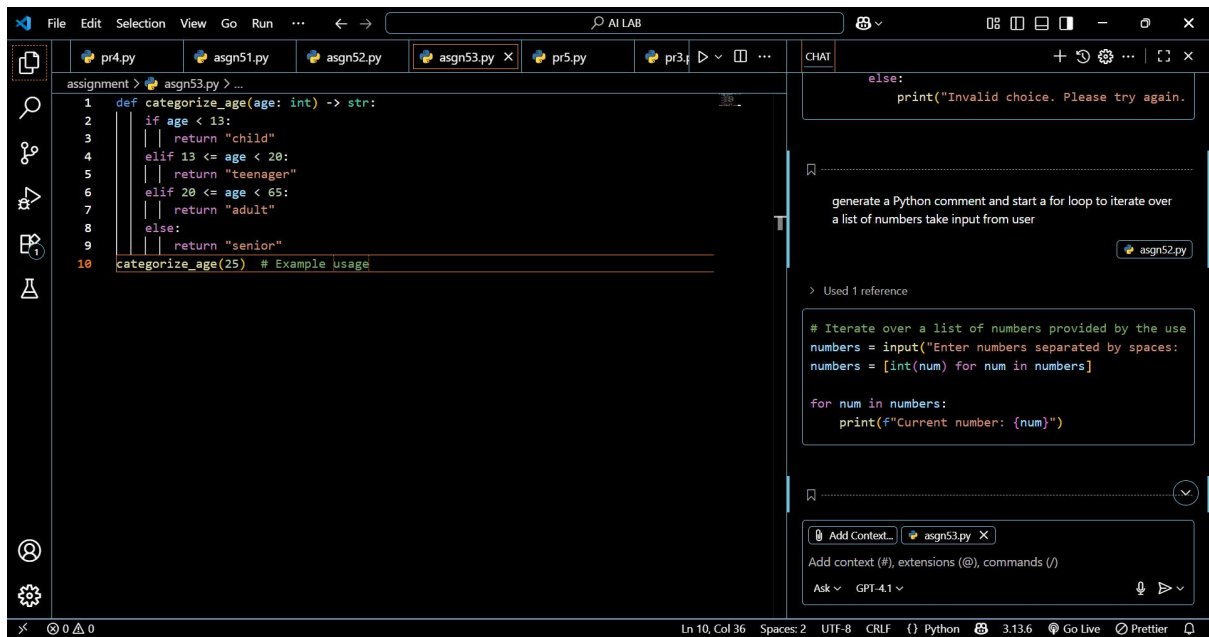 File Edit Selection View Go Run ··· ← → AI LAB
pr4.py asgn51.py asgn52.py asgn53.py × pr5.py pr3.p ···
assignment > asgn53.py > ...
1 def categorize_age(age: int) -> str:
2 if age < 13:
3 return "child"
4 elif 13 <= age < 20:
5 return "teenager"
6 elif 20 <= age < 65:
7 return "adult"
8 else:
9 return "senior"
10 categorize_age(25) # Example usage
1
CHAT
else:
print("Invalid choice. Please try again.
generate a Python comment and start a for loop to iterate over
a list of numbers take input from user
asgn52.py
> Used 1 reference
# Iterate over a list of numbers provided by the use
numbers = input("Enter numbers separated by spaces:
numbers = [int(num) for num in numbers]
for num in numbers:
print(f"Current number: {num}")
Add Context... asgn53.py ×
Add context (#), extensions (@), commands (/)
Ask GPT-4.1
0 0 Ln 10, Col 36 Spaces: 2 UTF-8 CRLF {} Python 3.13.6 Go Live Prettier